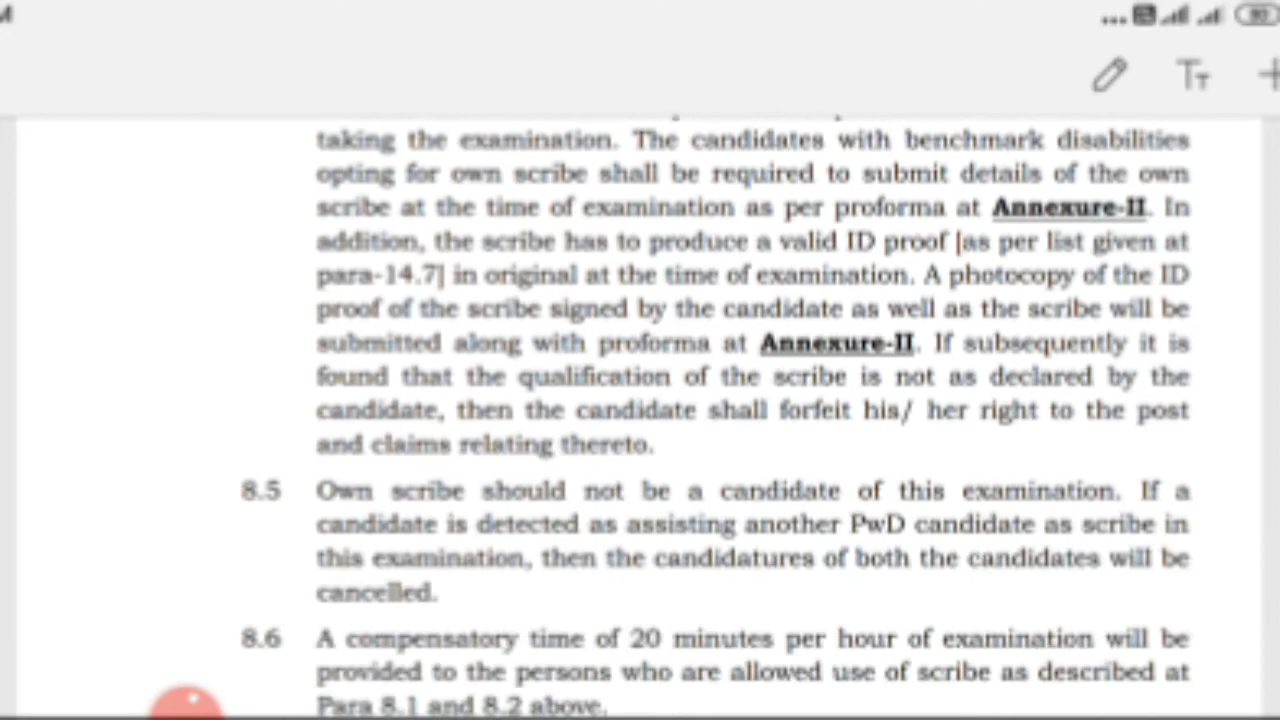 taking the examination. The candidates with benchmark disabilities
opting for own scribe shall be required to submit details of the own
scribe at the time of examination as per proforma at Annexure-II. In
addition, the scribe has to produce a valid ID proof [as per list given at
para-14.7] in original at the time of examination. A photocopy of the ID
proof of the scribe signed by the candidate as well as the scribe will be
submitted along with proforma at Annexure-II. If subsequently it is
found that the qualification of the scribe is not as declared by the
candidate, then the candidate shall forfeit his/ her right to the post
and claims relating thereto.
8.5 Own scribe should not be a candidate of this examination. If a
candidate is detected as assisting another PwD candidate as scribe in
this examination, then the candidatures of both the candidates will be
cancelled.
8.6 A compensatory time of 20 minutes per hour of examination will be
provided to the persons who are allowed use of scribe as described at
Para 8.1 and 8.2 above.